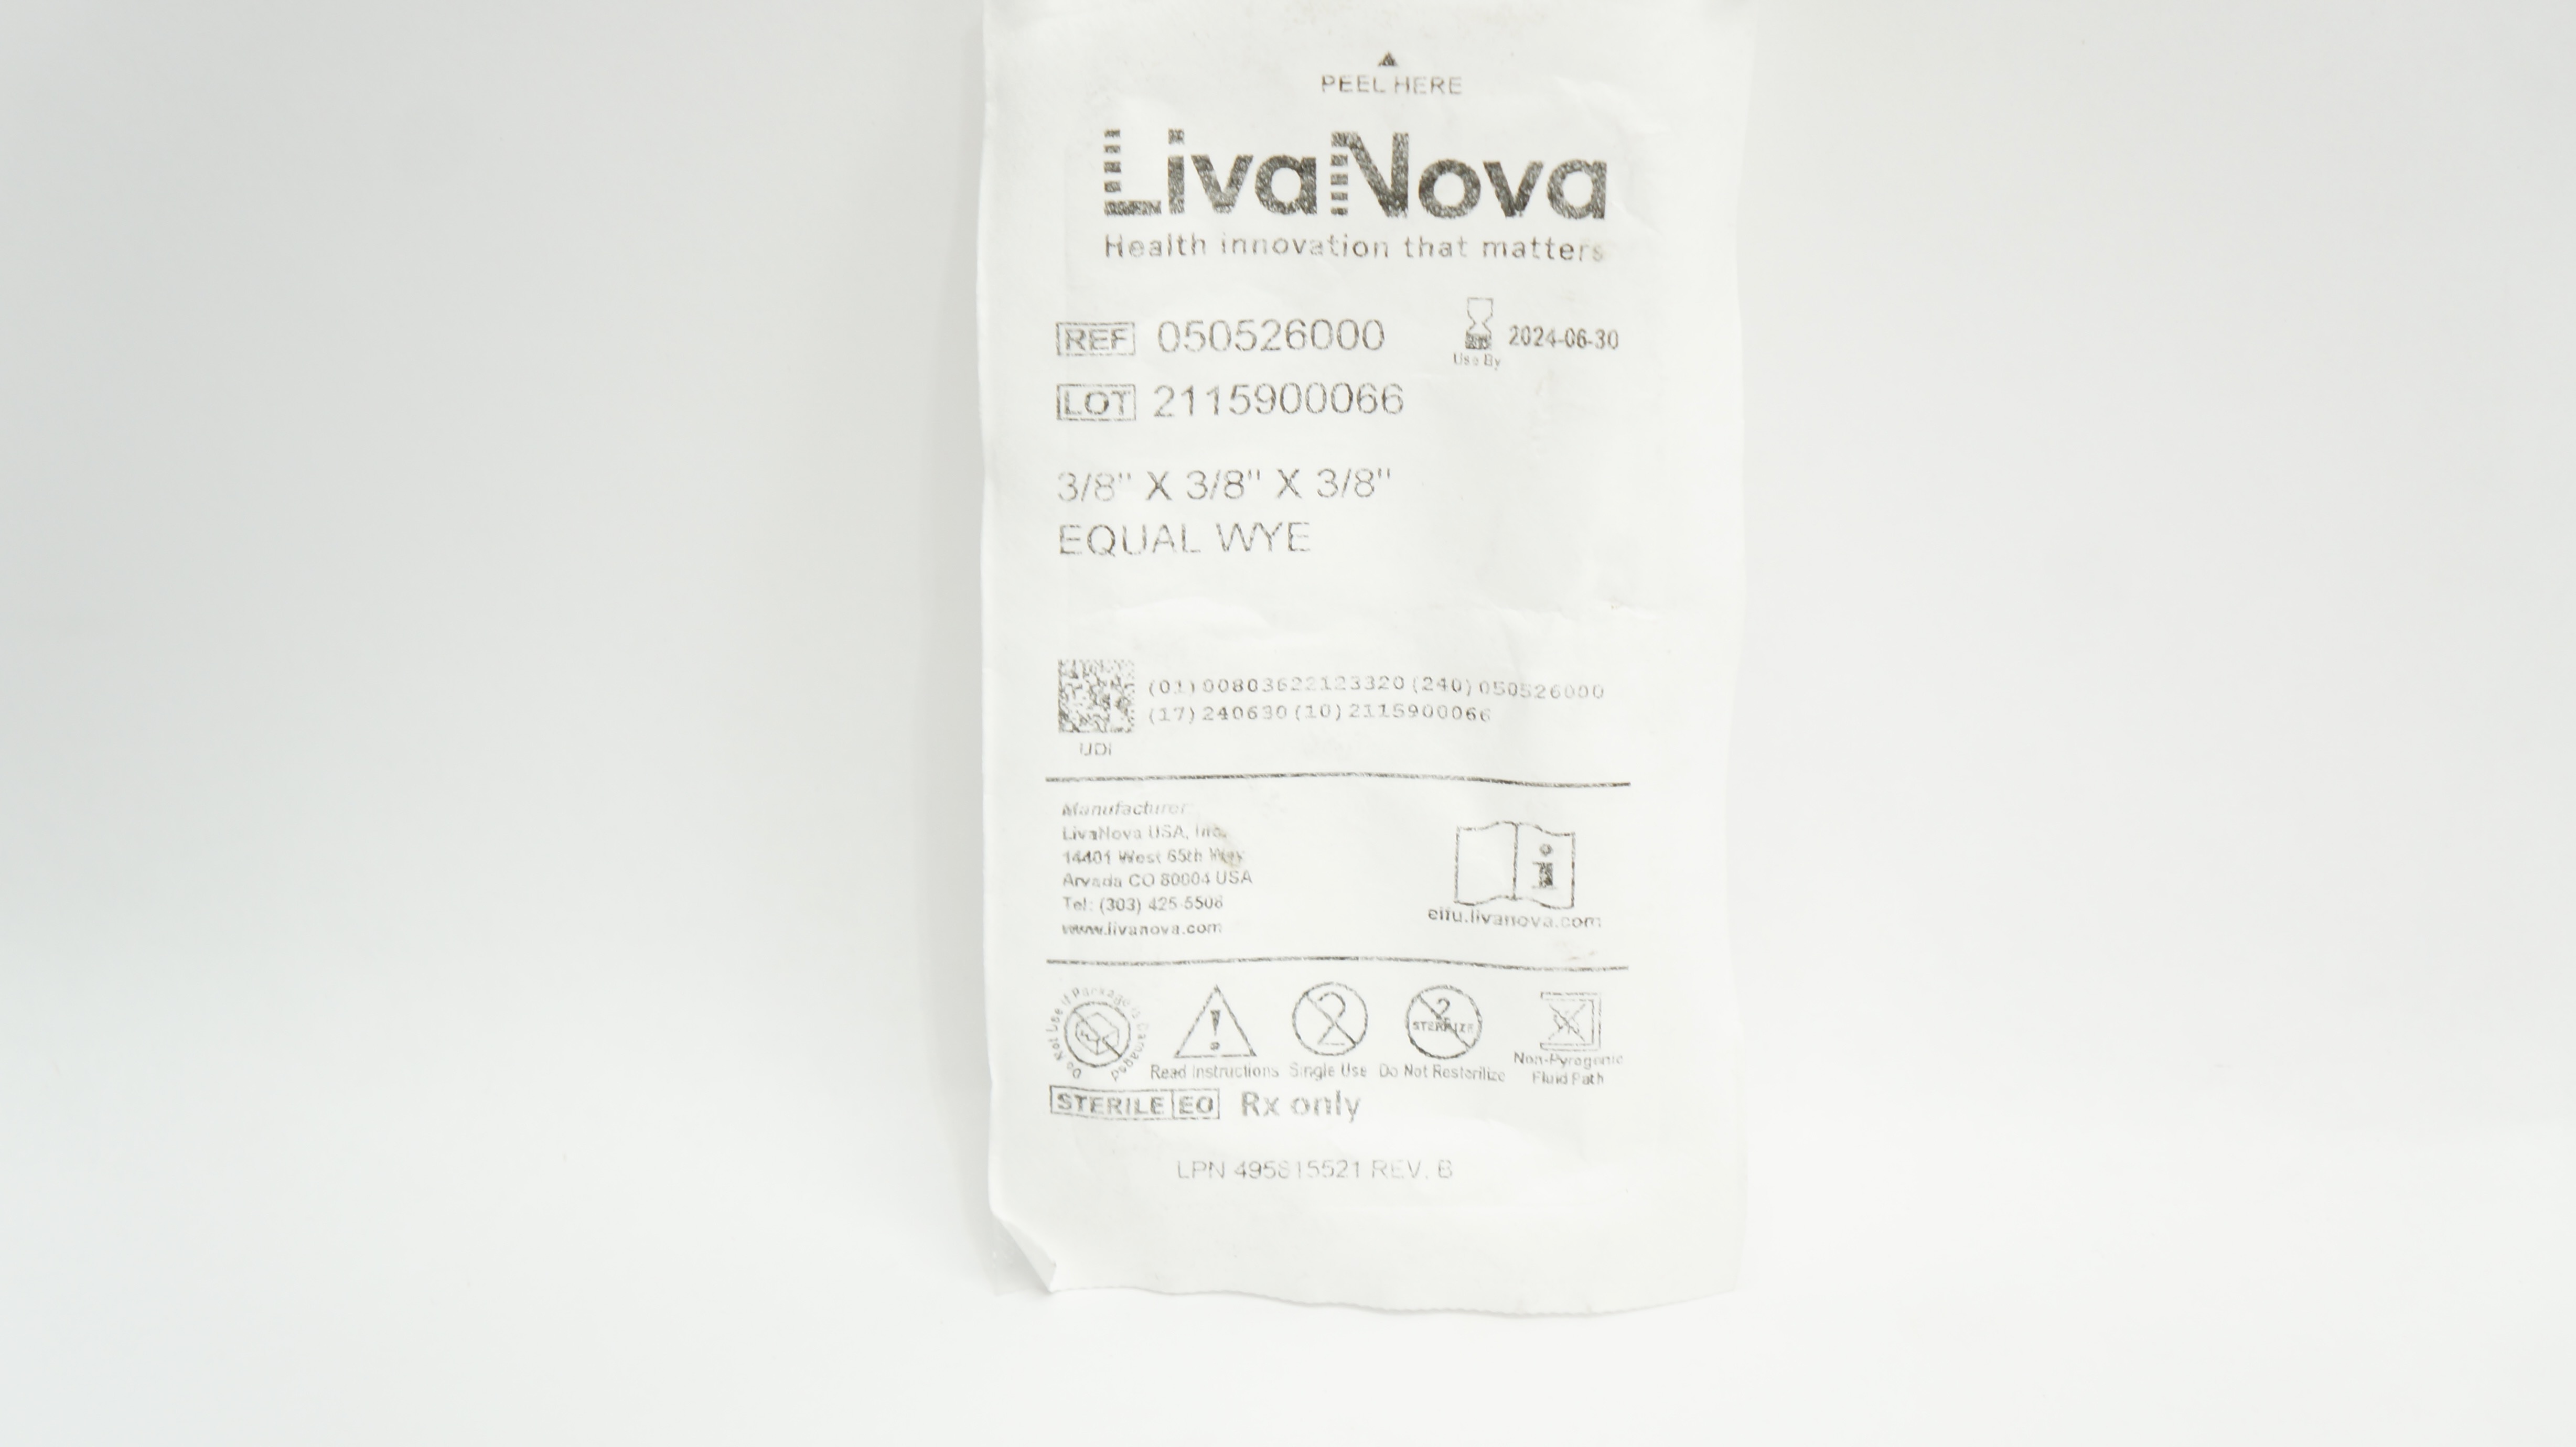 PEEL HERE
LivaNova
Health innovation that matters
REF 050526000
2024-06-30
Use By
LOT 2115900066
3/8" X 3/8" X 3/8"
EQUAL WYE
(01)00803622123320(240)050526000
(17)240630(10)2115900066
UDI
Manufacturer
LivaNova USA, Inc.
14401 West 65th Way
Arvada CO 80004 USA
Tel: (303) 425-5508
www.livanova.com
i
eifu.livanova.com
Do Not Use if Package is Damaged
!
2
2
STERILIZE
Read Instructions
Single Use
Do Not Resterilize
Non-Pyrogenic
Fluid Path
STERILE EO Rx only
LPN 495815521 REV. B